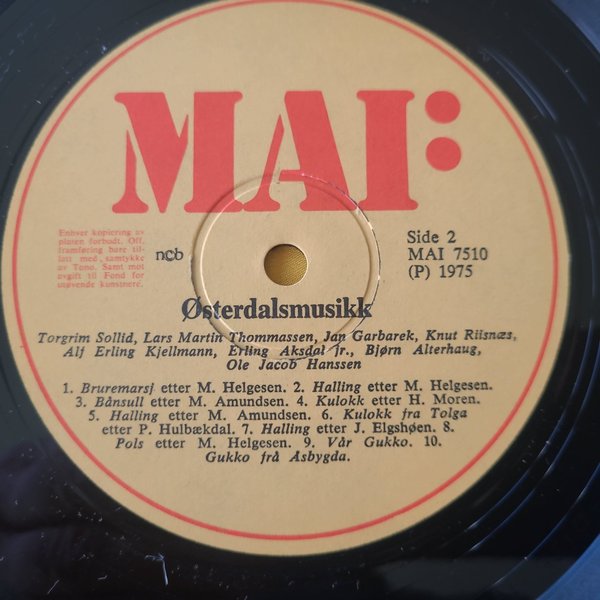 MAI:
Enhver kopiering av
platen forbudt. Off.
framføring bare til-
latt med samtykke
av Tono. Samt mot
avgift til Fond for
utøvende kunstnere.
ncb
Side 2
MAI 7510
(P) 1975
Østerdalsmusikk
Torgrim Sollid, Lars Martin Thommassen, Jan Garbarek, Knut Riisnæs,
Alf Erling Kjellmann, Erling Aksdal jr., Bjørn Alterhaug,
Ole Jacob Hanssen
1. Bruremarsj etter M. Helgesen. 2. Halling etter M. Helgesen.
3. Bånsull etter M. Amundsen. 4. Kulokk etter H. Moren.
5. Halling etter M. Amundsen. 6. Kulokk fra Tolga
etter P. Hulbækdal. 7. Halling etter J. Elgshøen. 8.
Pols etter M. Helgesen. 9. Vår Gukko. 10.
Gukko frå Åsbygda.